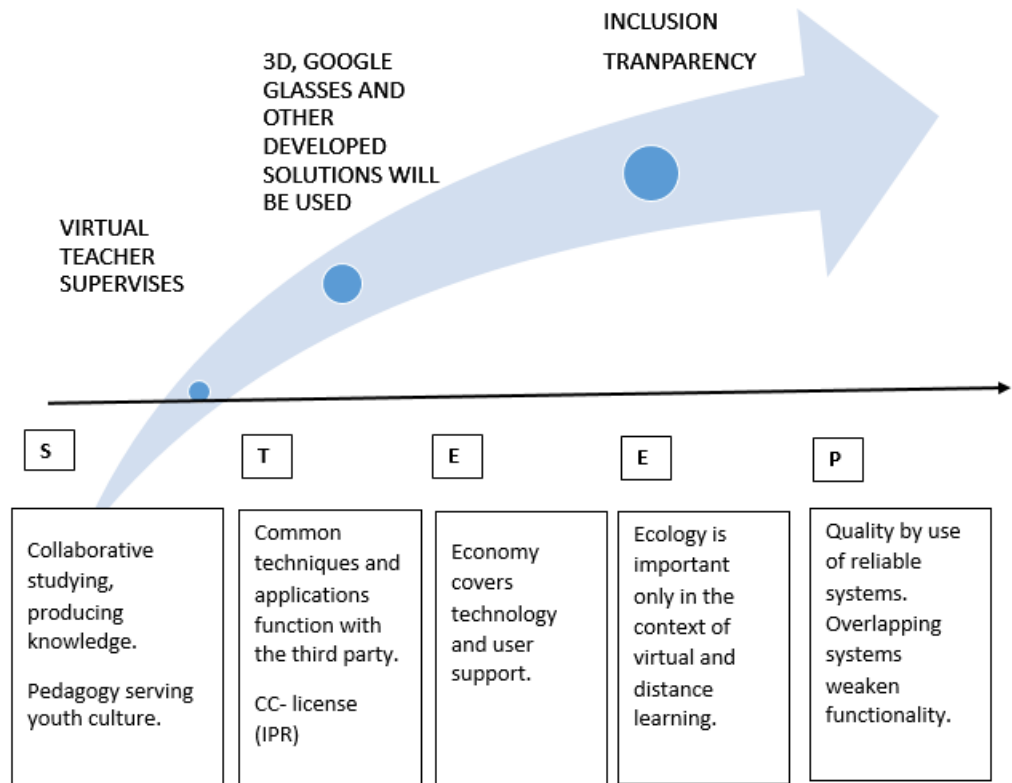 INCLUSION
TRANPARENCY
3D, GOOGLE
GLASSES AND
OTHER
DEVELOPED
SOLUTIONS WILL
BE USED
VIRTUAL
TEACHER
SUPERVISES
S
T
E
E
P
Collaborative
studying,
producing
knowledge.
Pedagogy serving
youth culture.
Common
techniques and
applications
function with
the third party.
CC- license
(IPR)
Economy
covers
technology
and user
support.
Ecology is
important
only in the
context of
virtual and
distance
learning.
Quality by use
of reliable
systems.
Overlapping
systems
weaken
functionality.